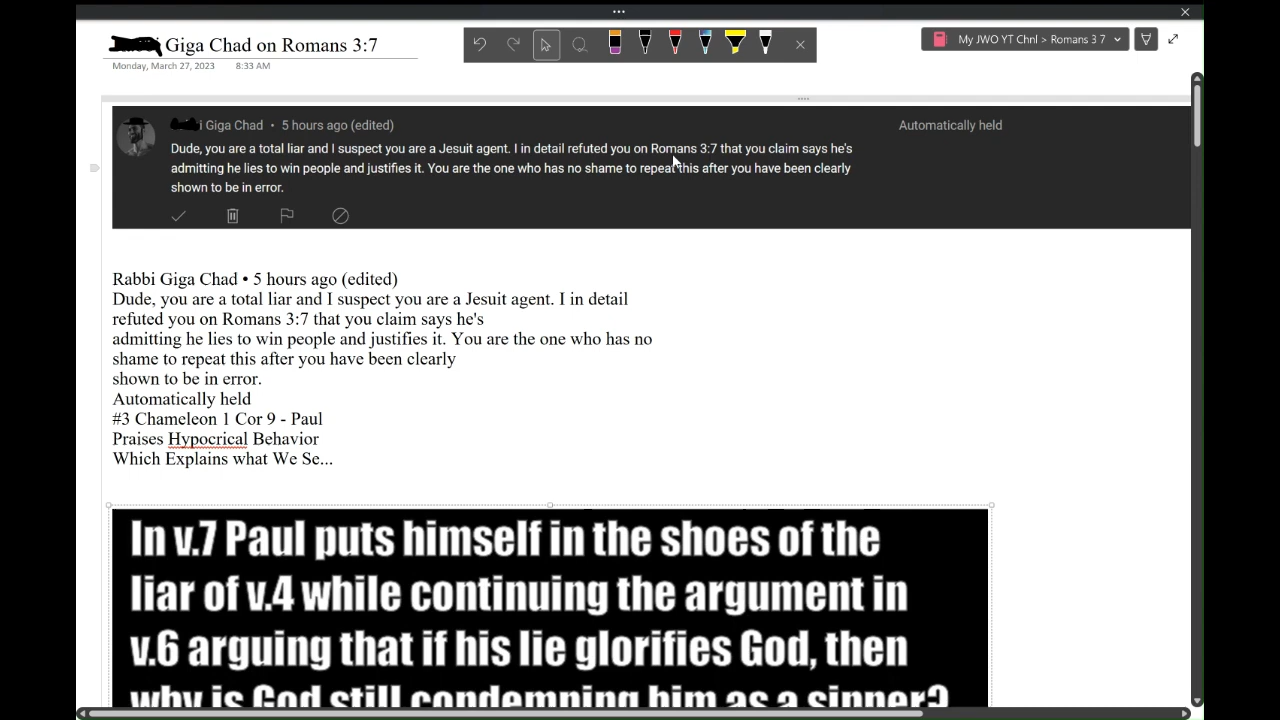 Giga Chad on Romans 3:7
Monday, March 27, 2023 8:33 AM
My JWO YT Chnl > Romans 3 7
i Giga Chad • 5 hours ago (edited)
Automatically held
Dude, you are a total liar and I suspect you are a Jesuit agent. I in detail refuted you on Romans 3:7 that you claim says he's
admitting he lies to win people and justifies it. You are the one who has no shame to repeat this after you have been clearly
shown to be in error.
Rabbi Giga Chad • 5 hours ago (edited)
Dude, you are a total liar and I suspect you are a Jesuit agent. I in detail
refuted you on Romans 3:7 that you claim says he's
admitting he lies to win people and justifies it. You are the one who has no
shame to repeat this after you have been clearly
shown to be in error.
Automatically held
#3 Chameleon 1 Cor 9 - Paul
Praises Hypocrical Behavior
Which Explains what We Se...
In v.7 Paul puts himself in the shoes of the
liar of v.4 while continuing the argument in
v.6 arguing that if his lie glorifies God, then
why is God still condemning him as a sinner?